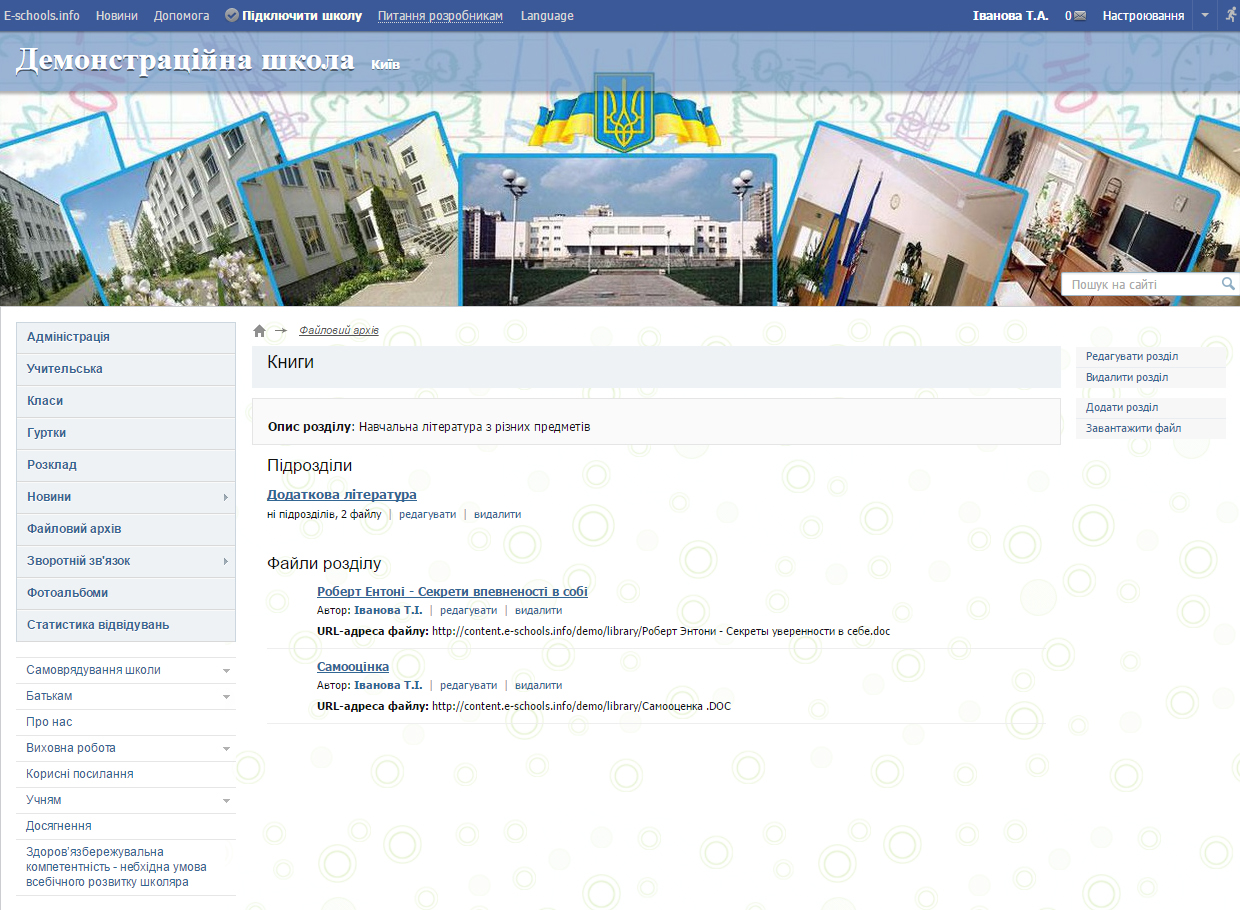 E-schools.info Новини Допомога Підключити школу Питання розробникам Language Іванова Т.А. 0 Настроювання
Демонстраційна школа Київ
Пошук на сайті
Адміністрація
Учительська
Класи
Гуртки
Розклад
Новини
Файловий архів
Зворотній зв'язок
Фотоальбоми
Статистика відвідувань
Самоврядування школи
Батькам
Про нас
Виховна робота
Корисні посилання
Учням
Досягнення
Здоров'язбережувальна
компетентність - небхідна умова
всебічного розвитку школяра
→ Файловий архів
Книги
Опис розділу: Навчальна література з різних предметів
Підрозділи
Додаткова література
ні підрозділів, 2 файлу | редагувати | видалити
Файли розділу
Роберт Ентоні - Секрети впевненості в собі
Автор: Іванова Т.І. | редагувати | видалити
URL-адреса файлу: http://content.e-schools.info/demo/library/Роберт Энтони - Секреты уверенности в себе.doc
Самооцінка
Автор: Іванова Т.І. | редагувати | видалити
URL-адреса файлу: http://content.e-schools.info/demo/library/Самооценка .DOC
Редагувати розділ
Видалити розділ
Додати розділ
Завантажити файл